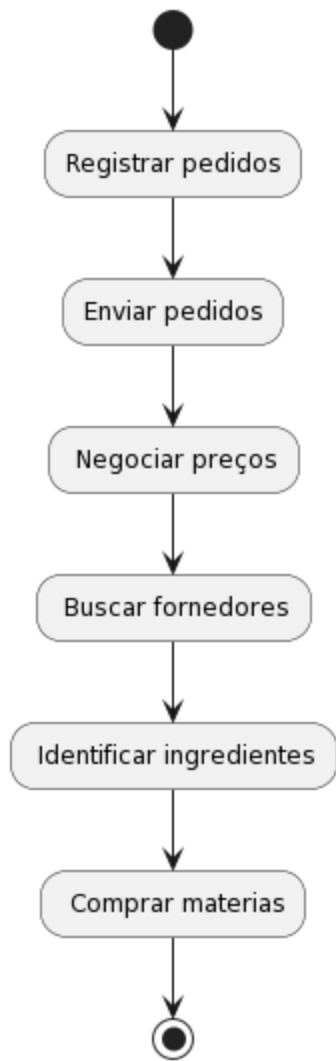 Registrar pedidos
Enviar pedidos
Negociar preços
Buscar fornedores
Identificar ingredientes
Comprar materias